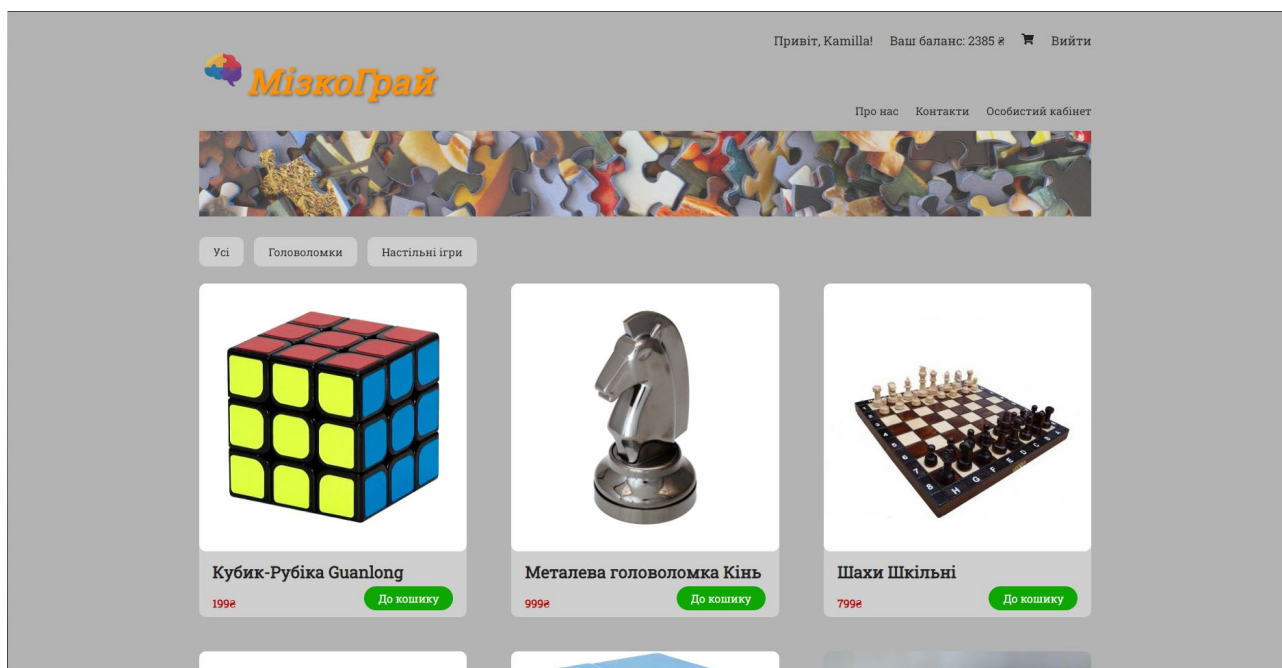 Привіт, Kamilla! Ваш баланс: 2385 ₴ Вийти
МізкоГрай
Про нас Контакти Особистий кабінет
Усі Головоломки Настільні ігри
Кубик-Рубіка Guanlong
199₴
До кошику
Металева головоломка Кінь
999₴
До кошику
Шахи Шкільні
799₴
До кошику